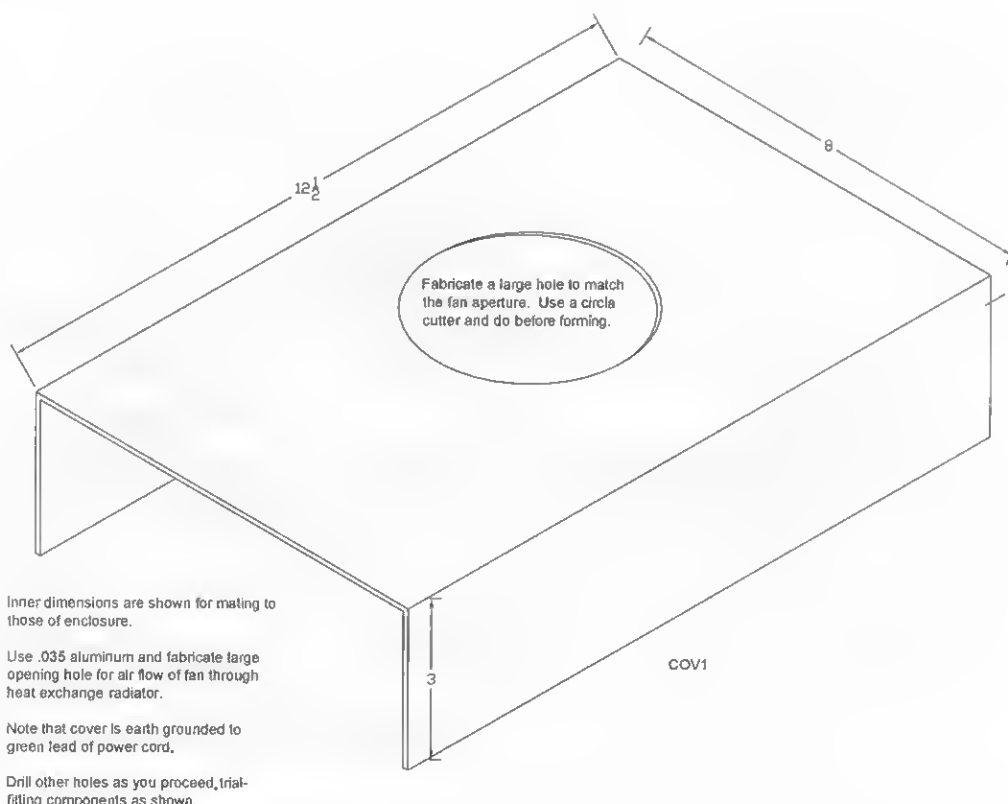 8
12 1/2
Fabricate a large hole to match
the fan aperture. Use a circla
cutter and do before forming.
Inner dimensions are shown for mating to
those of enclosure.
Use .035 aluminum and fabricate large
opening hole for air flow of fan through
heat exchange radiator.
Note that cover is earth grounded to
green lead of power cord.
Drill other holes as you proceed, trial-
fitting components as shown
3
COV1